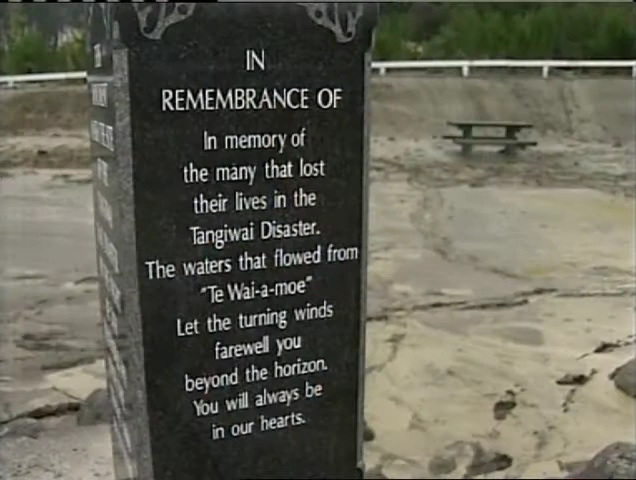 IN
REMEMBRANCE OF
In memory of
the many that lost
their lives in the
Tangiwai Disaster.
The waters that flowed from
"Te Wai-a-moe"
Let the turning winds
farewell you
beyond the horizon.
You will always be
in our hearts.